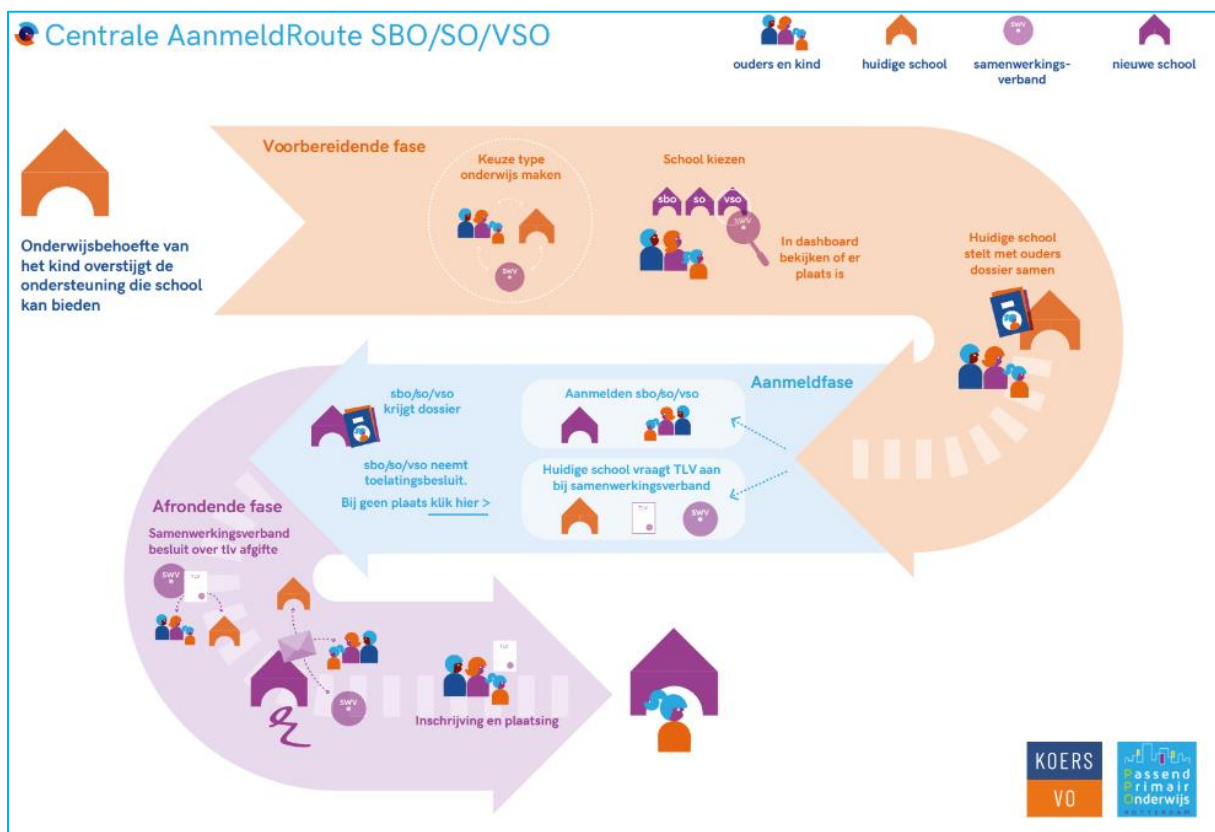 Centrale AanmeldRoute SBO/SO/VSO
ouders en kind
huidige school
SWV
samenwerkings-
verband
nieuwe school
Voorbereidende fase
Keuze type
onderwijs maken
SWV
School kiezen
sbo so vso
SWV
In dashboard
bekijken of er
plaats is
Onderwijsbehoefte van
het kind overstijgt de
ondersteuning die school
kan bieden
Huidige school
stelt met ouders
dossier samen
Aanmeldfase
Aanmelden sbo/so/vso
Huidige school vraagt TLV aan
bij samenwerkingsverband
TLV
SWV
sbo/so/vso
krijgt dossier
sbo/so/vso neemt
toelatingsbesluit.
Bij geen plaats klik hier >
Afrondende fase
Samenwerkingsverband
besluit over tlv afgifte
SWV
TLV
SWV
TLV
Inschrijving en plaatsing
KOERS
VO
Passend
Primair
Onderwijs
ROTTERDAM